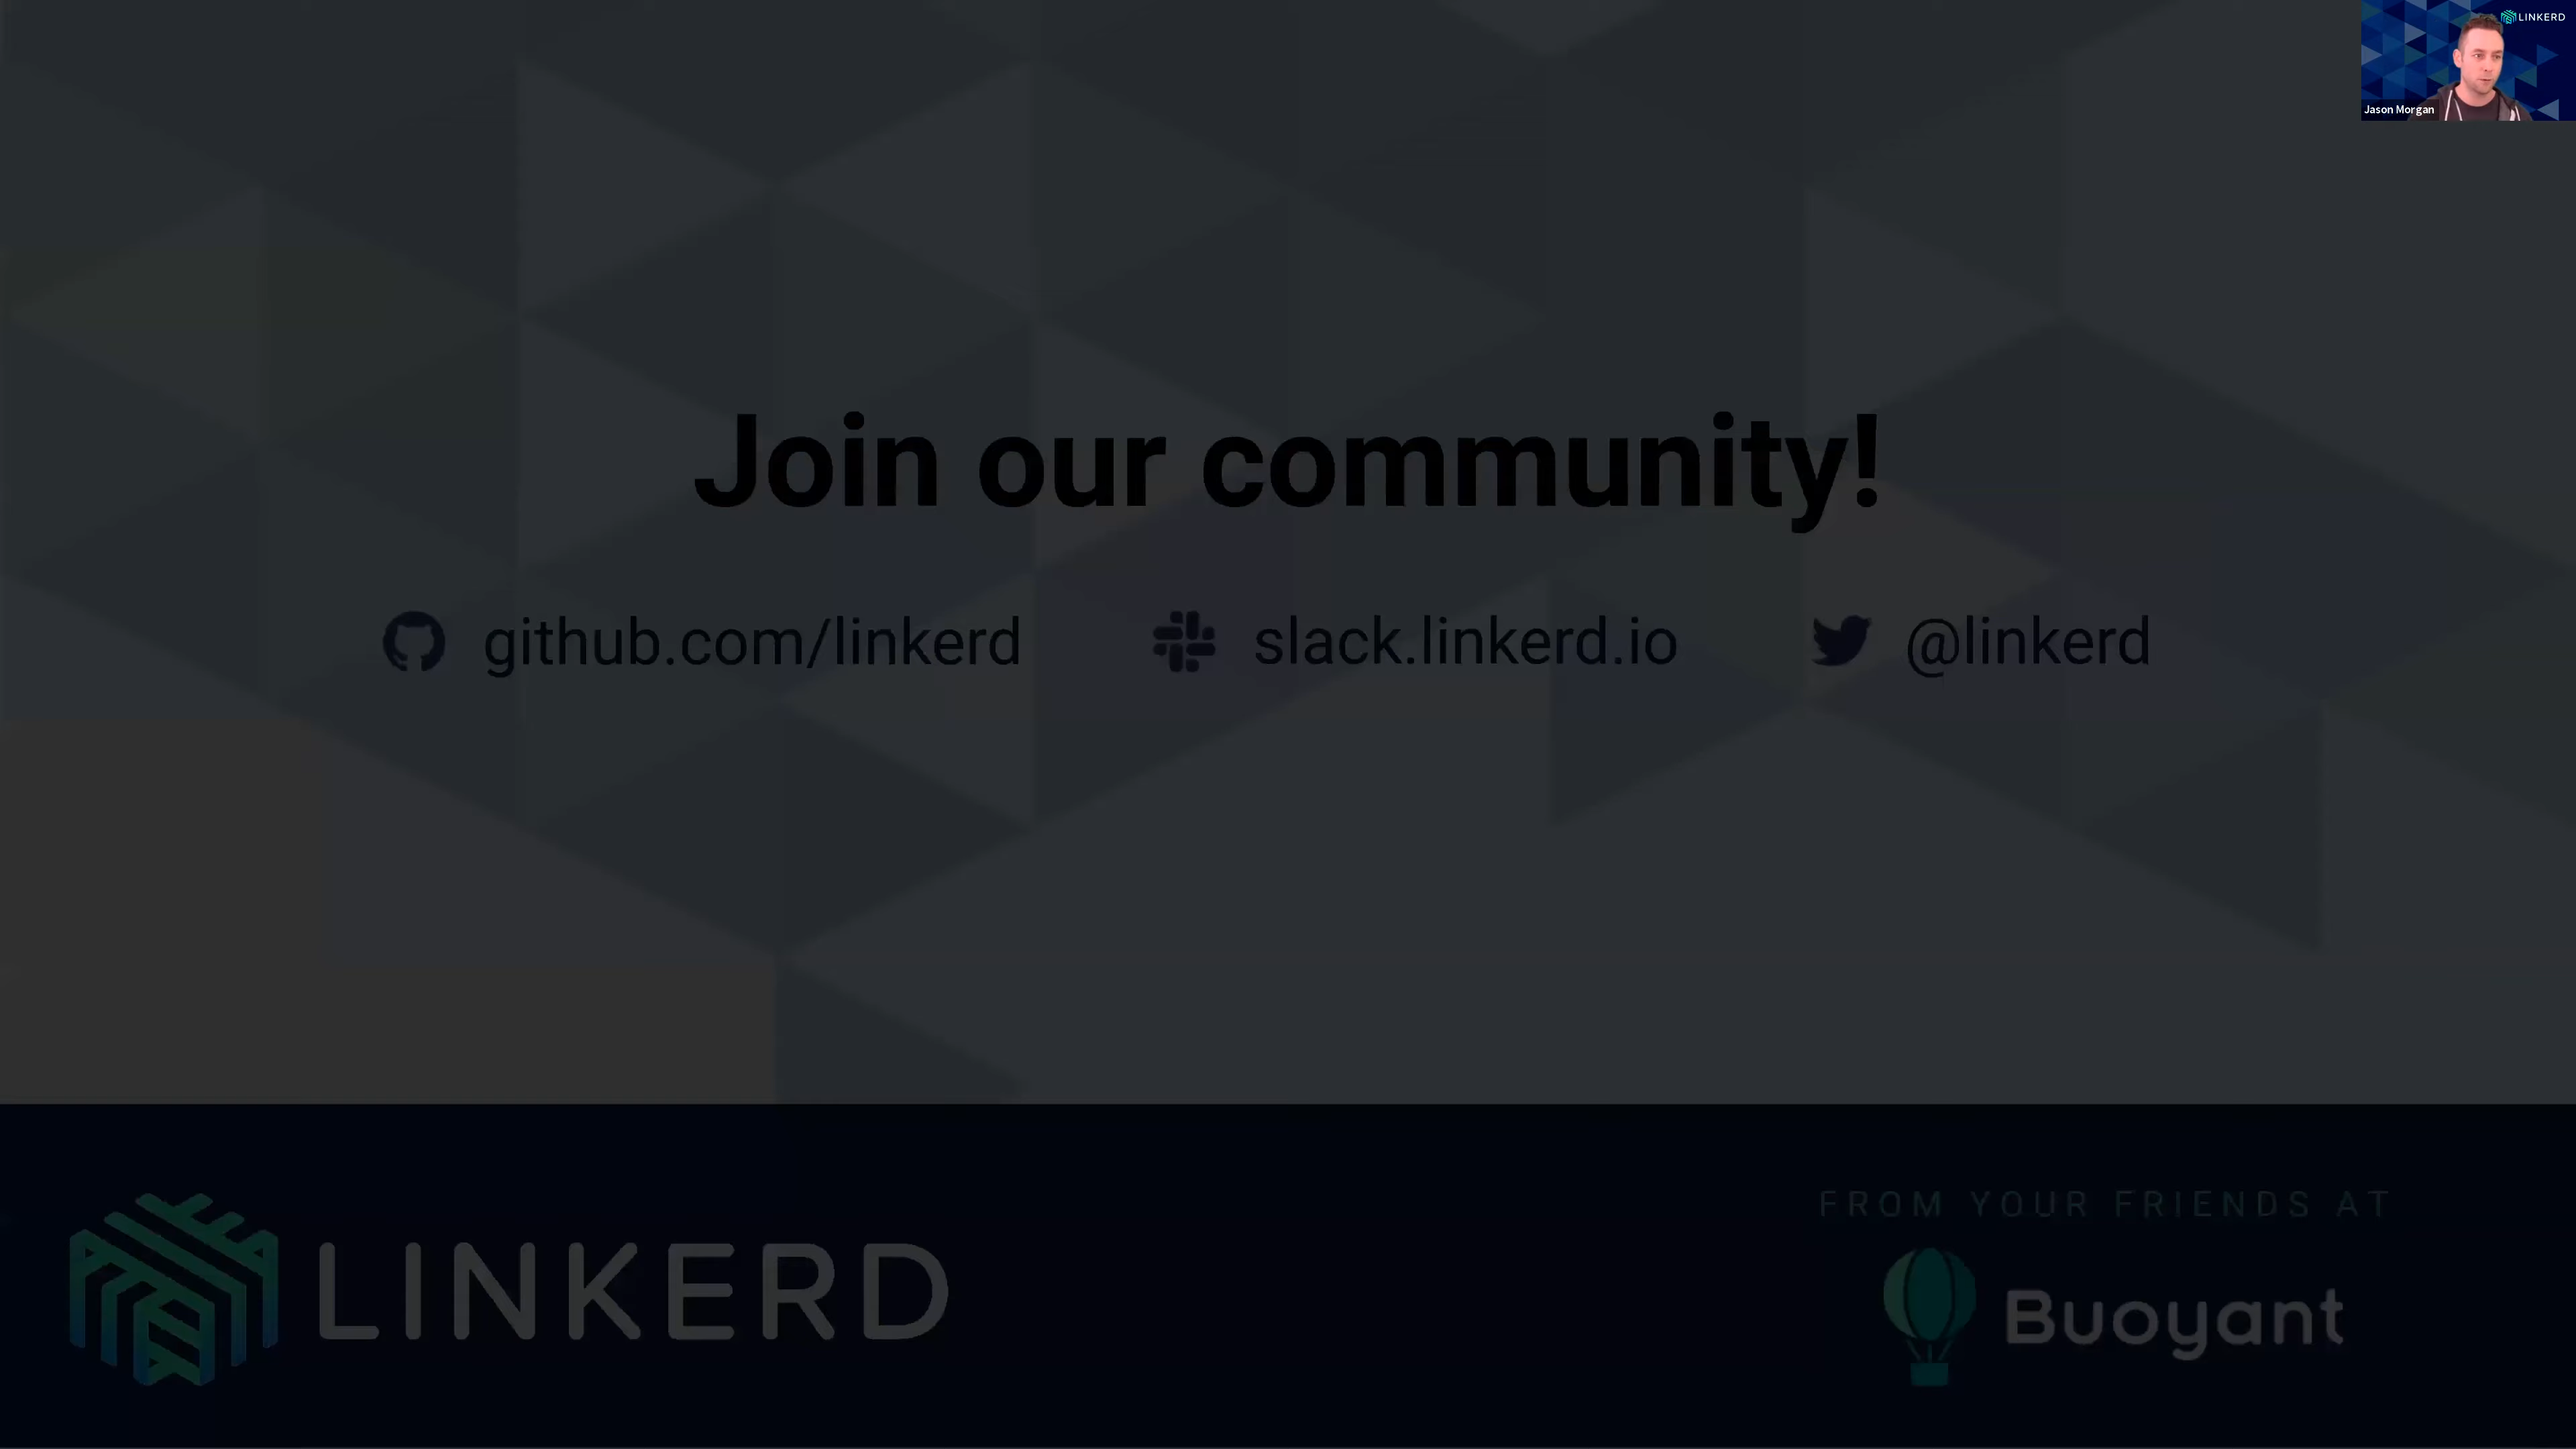 LINKERD
Jason Morgan
Join our community!
github.com/linkerd
slack.linkerd.io
@linkerd
LINKERD
FROM YOUR FRIENDS AT
Buoyant